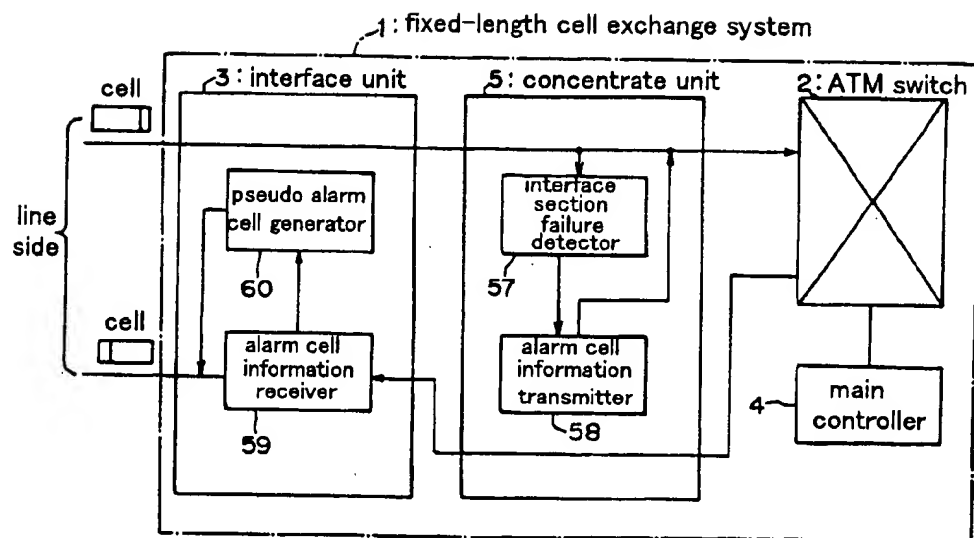 1: fixed-length cell exchange system
3: interface unit
5: concentrate unit
2: ATM switch
cell
line
side
cell
pseudo alarm
cell generator
60
alarm cell
information
receiver
59
interface
section
failure
detector
57
alarm cell
information
transmitter
58
main
controller
4